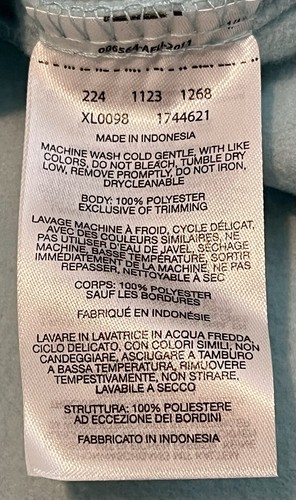 224 1123 1268
XL0098 1744621
MADE IN INDONESIA
MACHINE WASH COLD GENTLE, WITH LIKE
COLORS, DO NOT BLEACH, TUMBLE DRY
LOW, REMOVE PROMPTLY, DO NOT IRON,
DRYCLEANABLE
BODY: 100% POLYESTER
EXCLUSIVE OF TRIMMING
LAVAGE MACHINE À FROID, CYCLE DÉLICAT,
AVEC DES COULEURS SIMILAIRES, NE
PAS UTILISER D'EAU DE JAVEL, SÉCHAGE
MACHINE, BASSE TEMPÉRATURE, SORTIR
IMMÉDIATEMENT DE LA MACHINE, NE PAS
REPASSER, NETTOYABLE À SEC
CORPS: 100% POLYESTER
SAUF LES BORDURES
FABRIQUÉ EN INDONÉSIE
LAVARE IN LAVATRICE IN ACQUA FREDDA,
CICLO DELICATO, CON COLORI SIMILI, NON
CANDEGGIARE, ASCIUGARE A TAMBURO
A BASSA TEMPERATURA, RIMUOVERE
TEMPESTIVAMENTE, NON STIRARE,
LAVABILE A SECCO
STRUTTURA: 100% POLIESTERE
AD ECCEZIONE DEI BORDINI
FABBRICATO IN INDONESIA